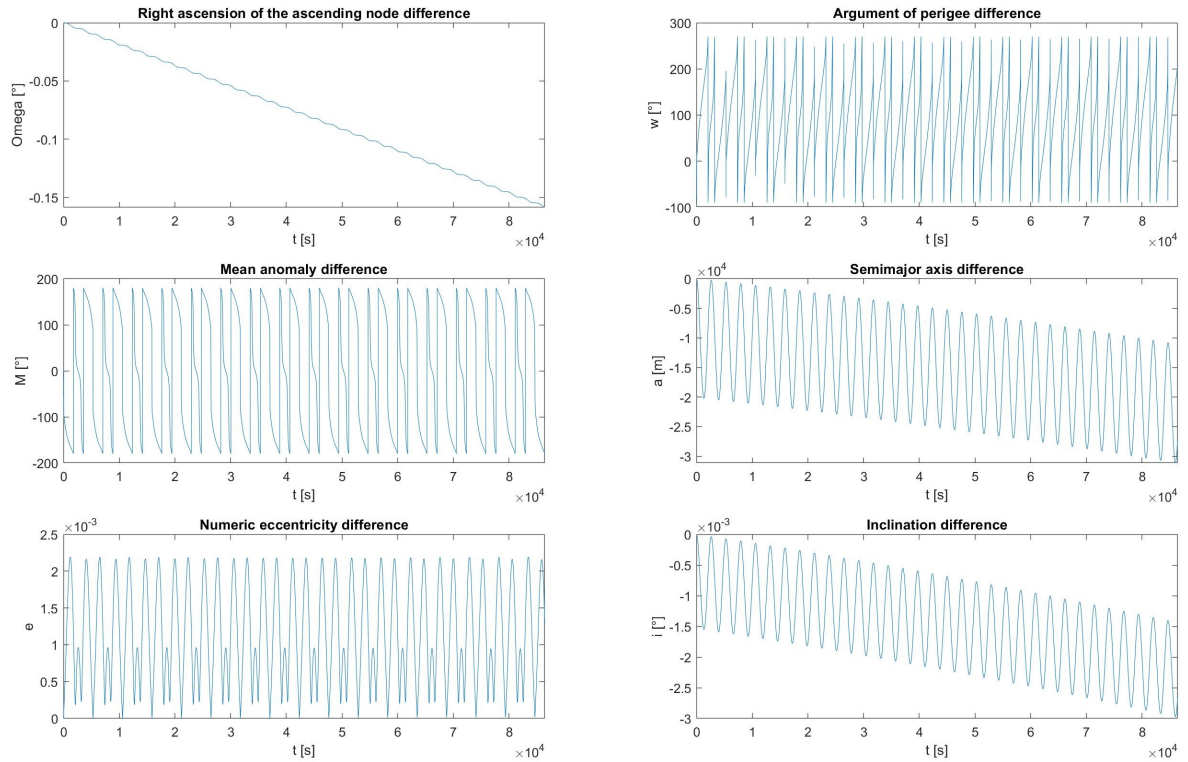 Right ascension of the ascending node difference
0
-0.05
-0.1
-0.15
Omega [°]
0 1 2 3 4 5 6 7 8
t [s]
×10^4
Argument of perigee difference
300
200
100
0
-100
w [°]
0 1 2 3 4 5 6 7 8
t [s]
×10^4
Mean anomaly difference
200
100
0
-100
-200
M [°]
0 1 2 3 4 5 6 7 8
t [s]
×10^4
Semimajor axis difference
×10^4
0
-0.5
-1
-1.5
-2
-2.5
-3
a [m]
0 1 2 3 4 5 6 7 8
t [s]
×10^4
Numeric eccentricity difference
×10^-3
2.5
2
1.5
1
0.5
0
e
0 1 2 3 4 5 6 7 8
t [s]
×10^4
Inclination difference
×10^-3
0
-0.5
-1
-1.5
-2
-2.5
-3
i [°]
0 1 2 3 4 5 6 7 8
t [s]
×10^4